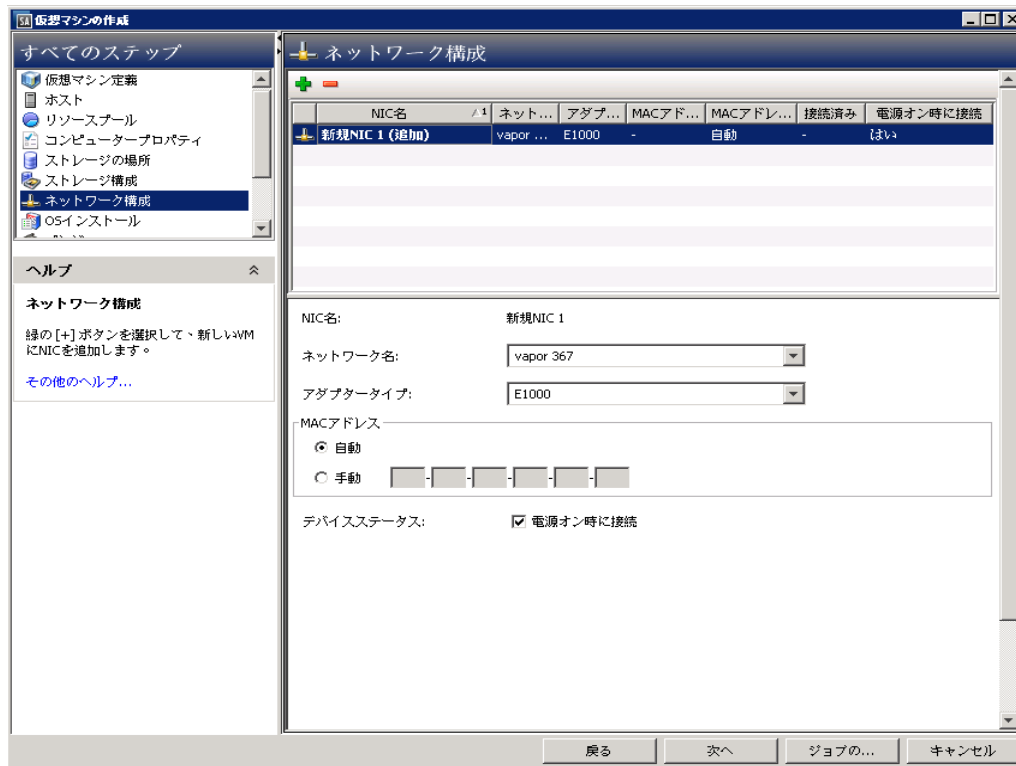 SA 仮想マシンの作成
すべてのステップ
仮想マシン定義
ホスト
リソースプール
コンピュータープロパティ
ストレージの場所
ストレージ構成
ネットワーク構成
OSインストール
ヘルプ
ネットワーク構成
緑の [+] ボタンを選択して、新しいVM
にNICを追加します。
その他のヘルプ...
ネットワーク構成
NIC名 1 ネット... アダプ... MACアド... MACアドレ... 接続済み 電源オン時に接続
新規NIC 1 (追加) vapor ... E1000 - 自動 - はい
NIC名: 新規NIC 1
ネットワーク名: vapor 367
アダプタータイプ: E1000
MACアドレス
自動
手動 - - - - -
デバイスステータス: 電源オン時に接続
戻る 次へ ジョブの... キャンセル